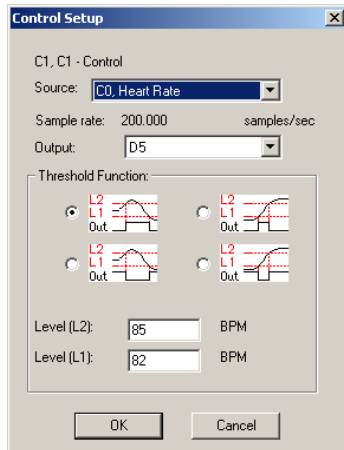 Control Setup
C1, C1 - Control
Source: C0, Heart Rate
Sample rate: 200.000 samples/sec
Output: D5
Threshold Function:
L2 L2
L1 L1
Out Out
L2 L2
L1 L1
Out Out
Level (L2): 85 BPM
Level (L1): 82 BPM
OK Cancel